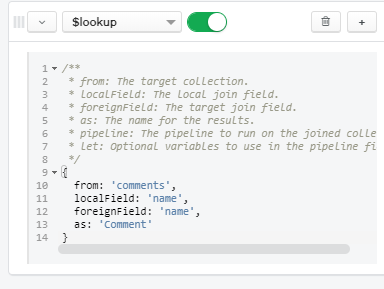 $lookup
1 /**
2 * from: The target collection.
3 * localField: The local join field.
4 * foreignField: The target join field.
5 * as: The name for the results.
6 * pipeline: The pipeline to run on the joined colle
7 * let: Optional variables to use in the pipeline fi
8 */
9 {
10 from: 'comments',
11 localField: 'name',
12 foreignField: 'name',
13 as: 'Comment'
14 }